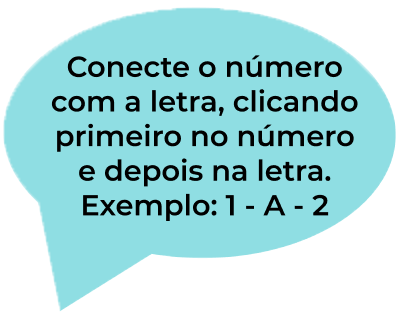 Conecte o número
com a letra, clicando
primeiro no número
e depois na letra.
Exemplo: 1 - A - 2